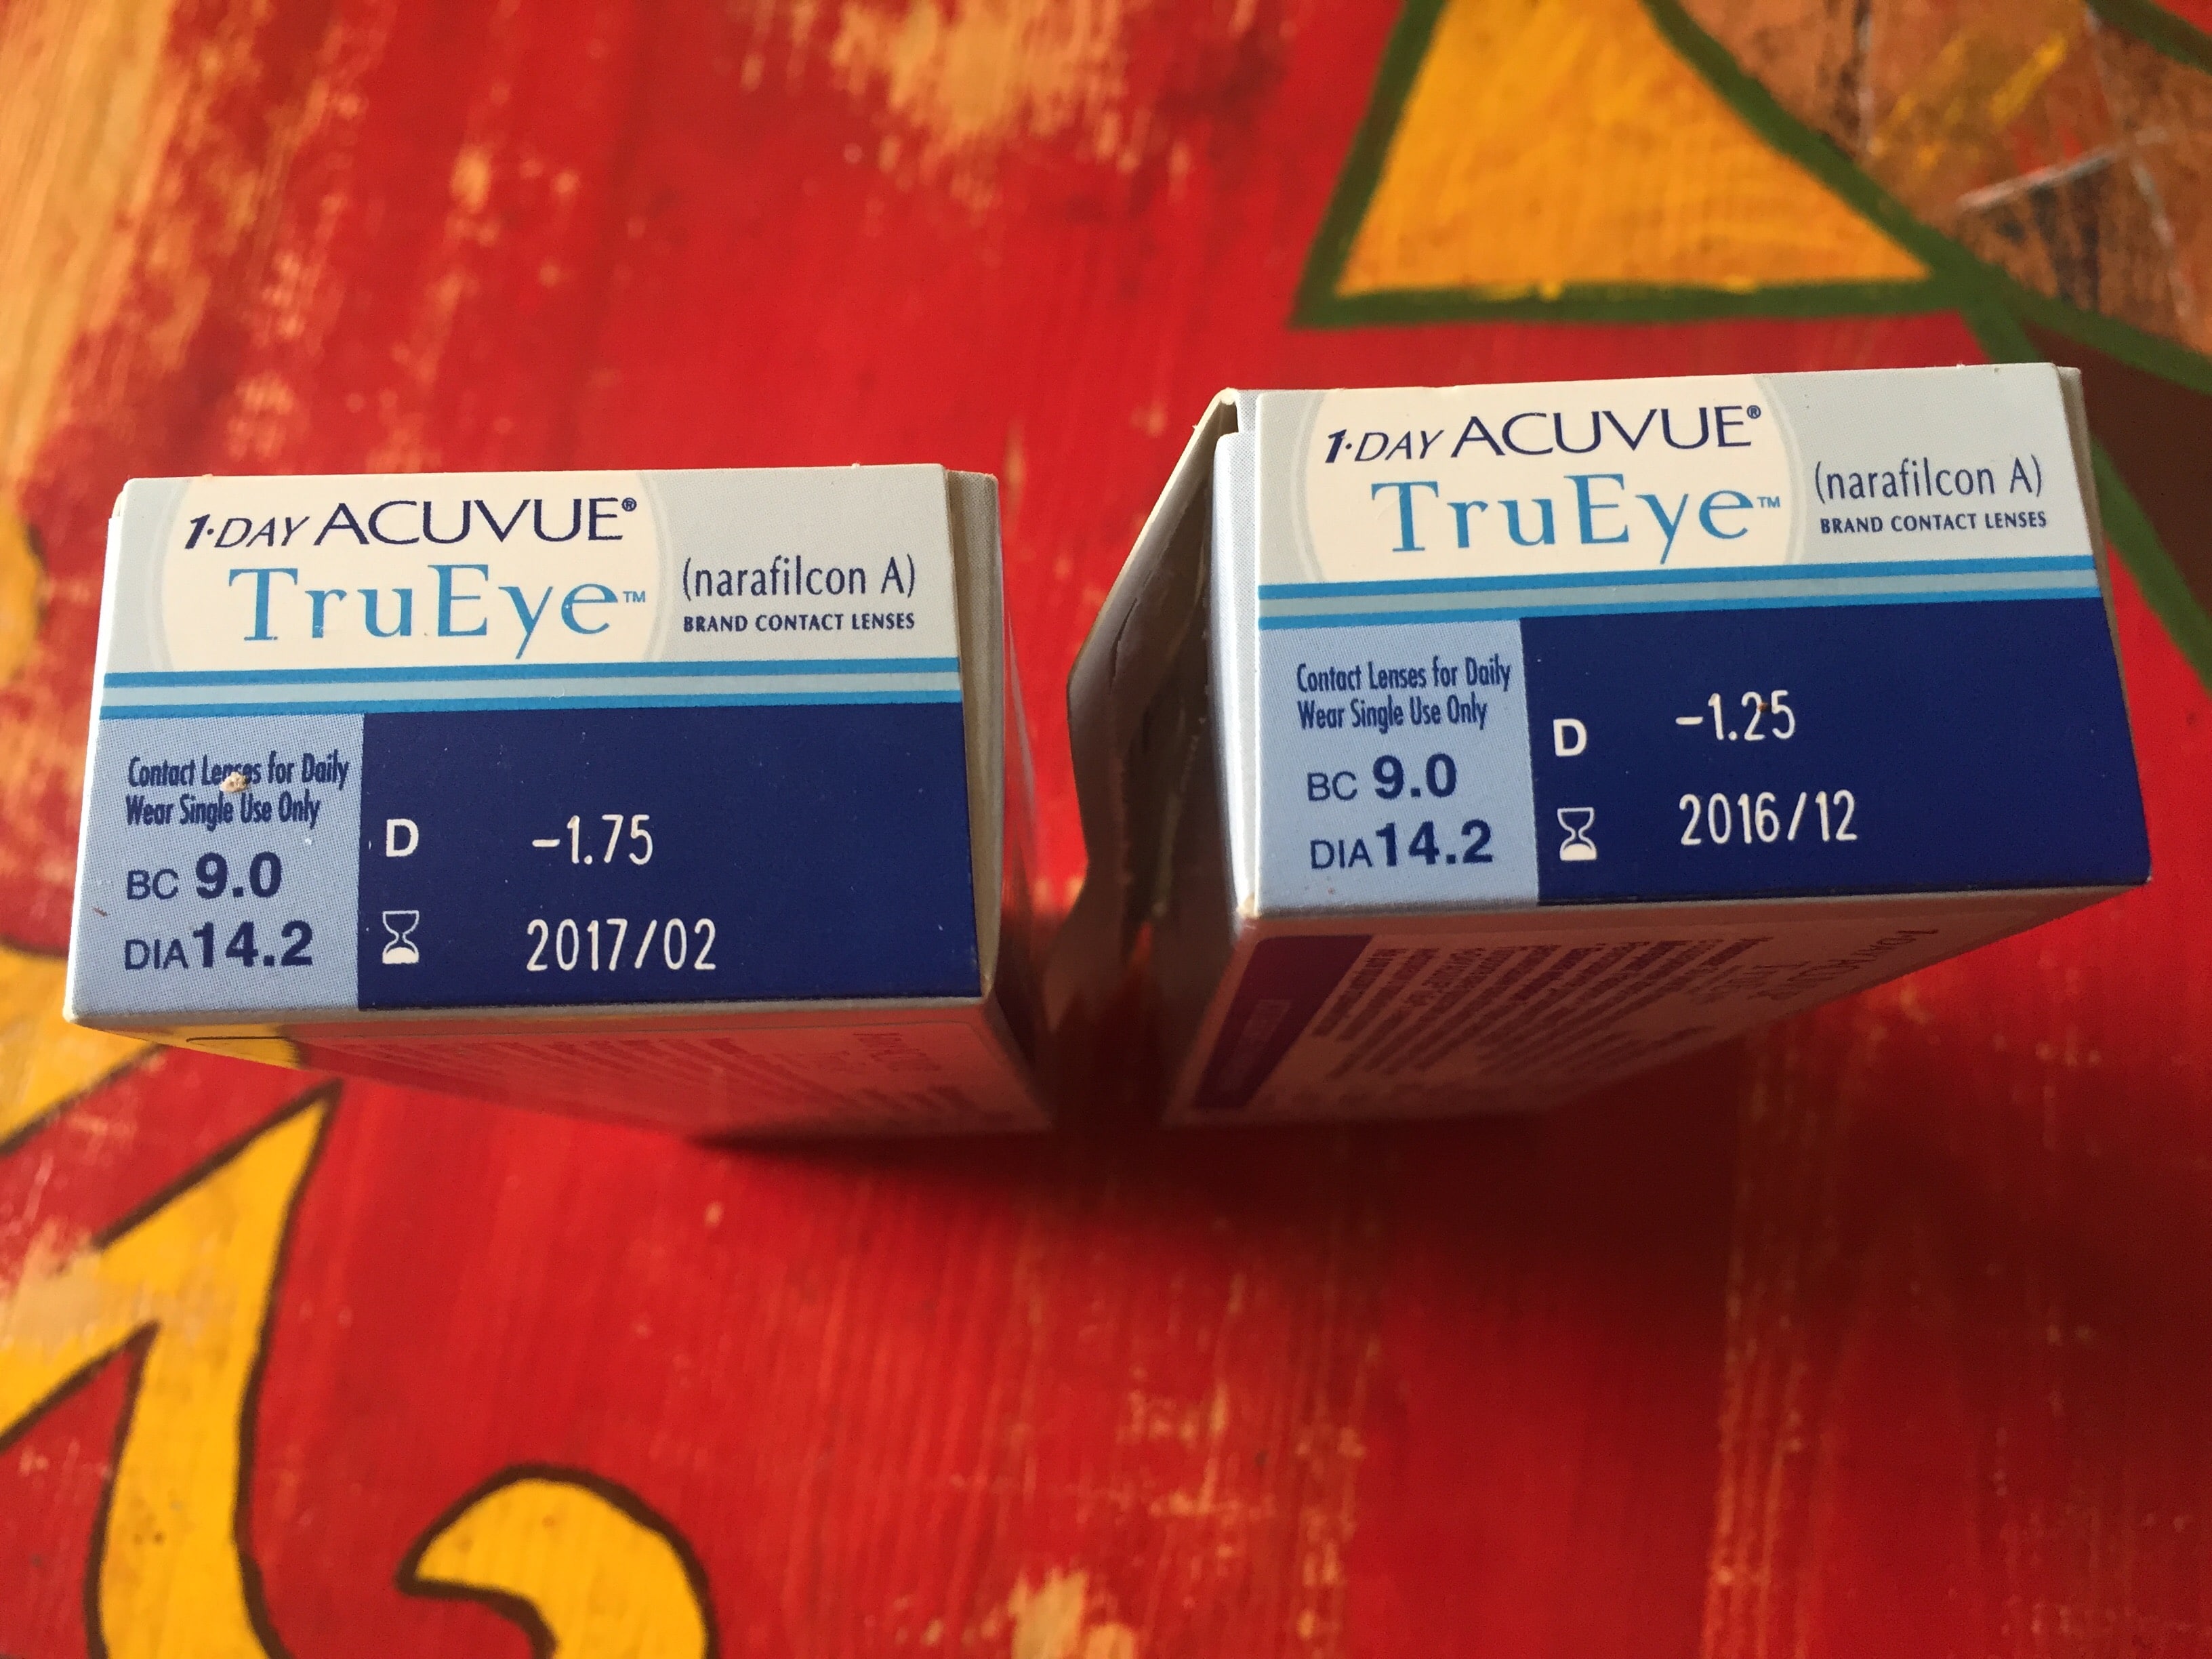 1·DAY ACUVUE®
TruEye™
(narafilcon A)
BRAND CONTACT LENSES
Contact Lenses for Daily
Wear Single Use Only
BC 9.0
DIA 14.2
D -1.75
2017/02
1·DAY ACUVUE®
TruEye™
(narafilcon A)
BRAND CONTACT LENSES
Contact Lenses for Daily
Wear Single Use Only
BC 9.0
DIA 14.2
D -1.25
2016/12